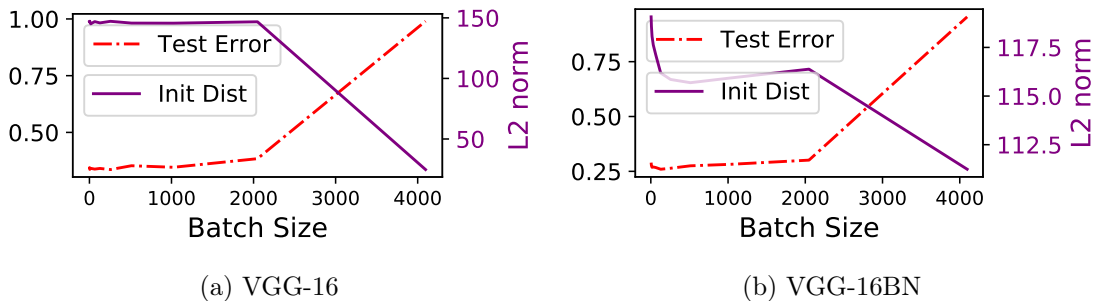 1.00
0.75
0.50
Test Error
Init Dist
150
100
50
L2 norm
0 1000 2000 3000 4000
Batch Size
(a) VGG-16
0.75
0.50
0.25
Test Error
Init Dist
117.5
115.0
112.5
L2 norm
0 1000 2000 3000 4000
Batch Size
(b) VGG-16BN